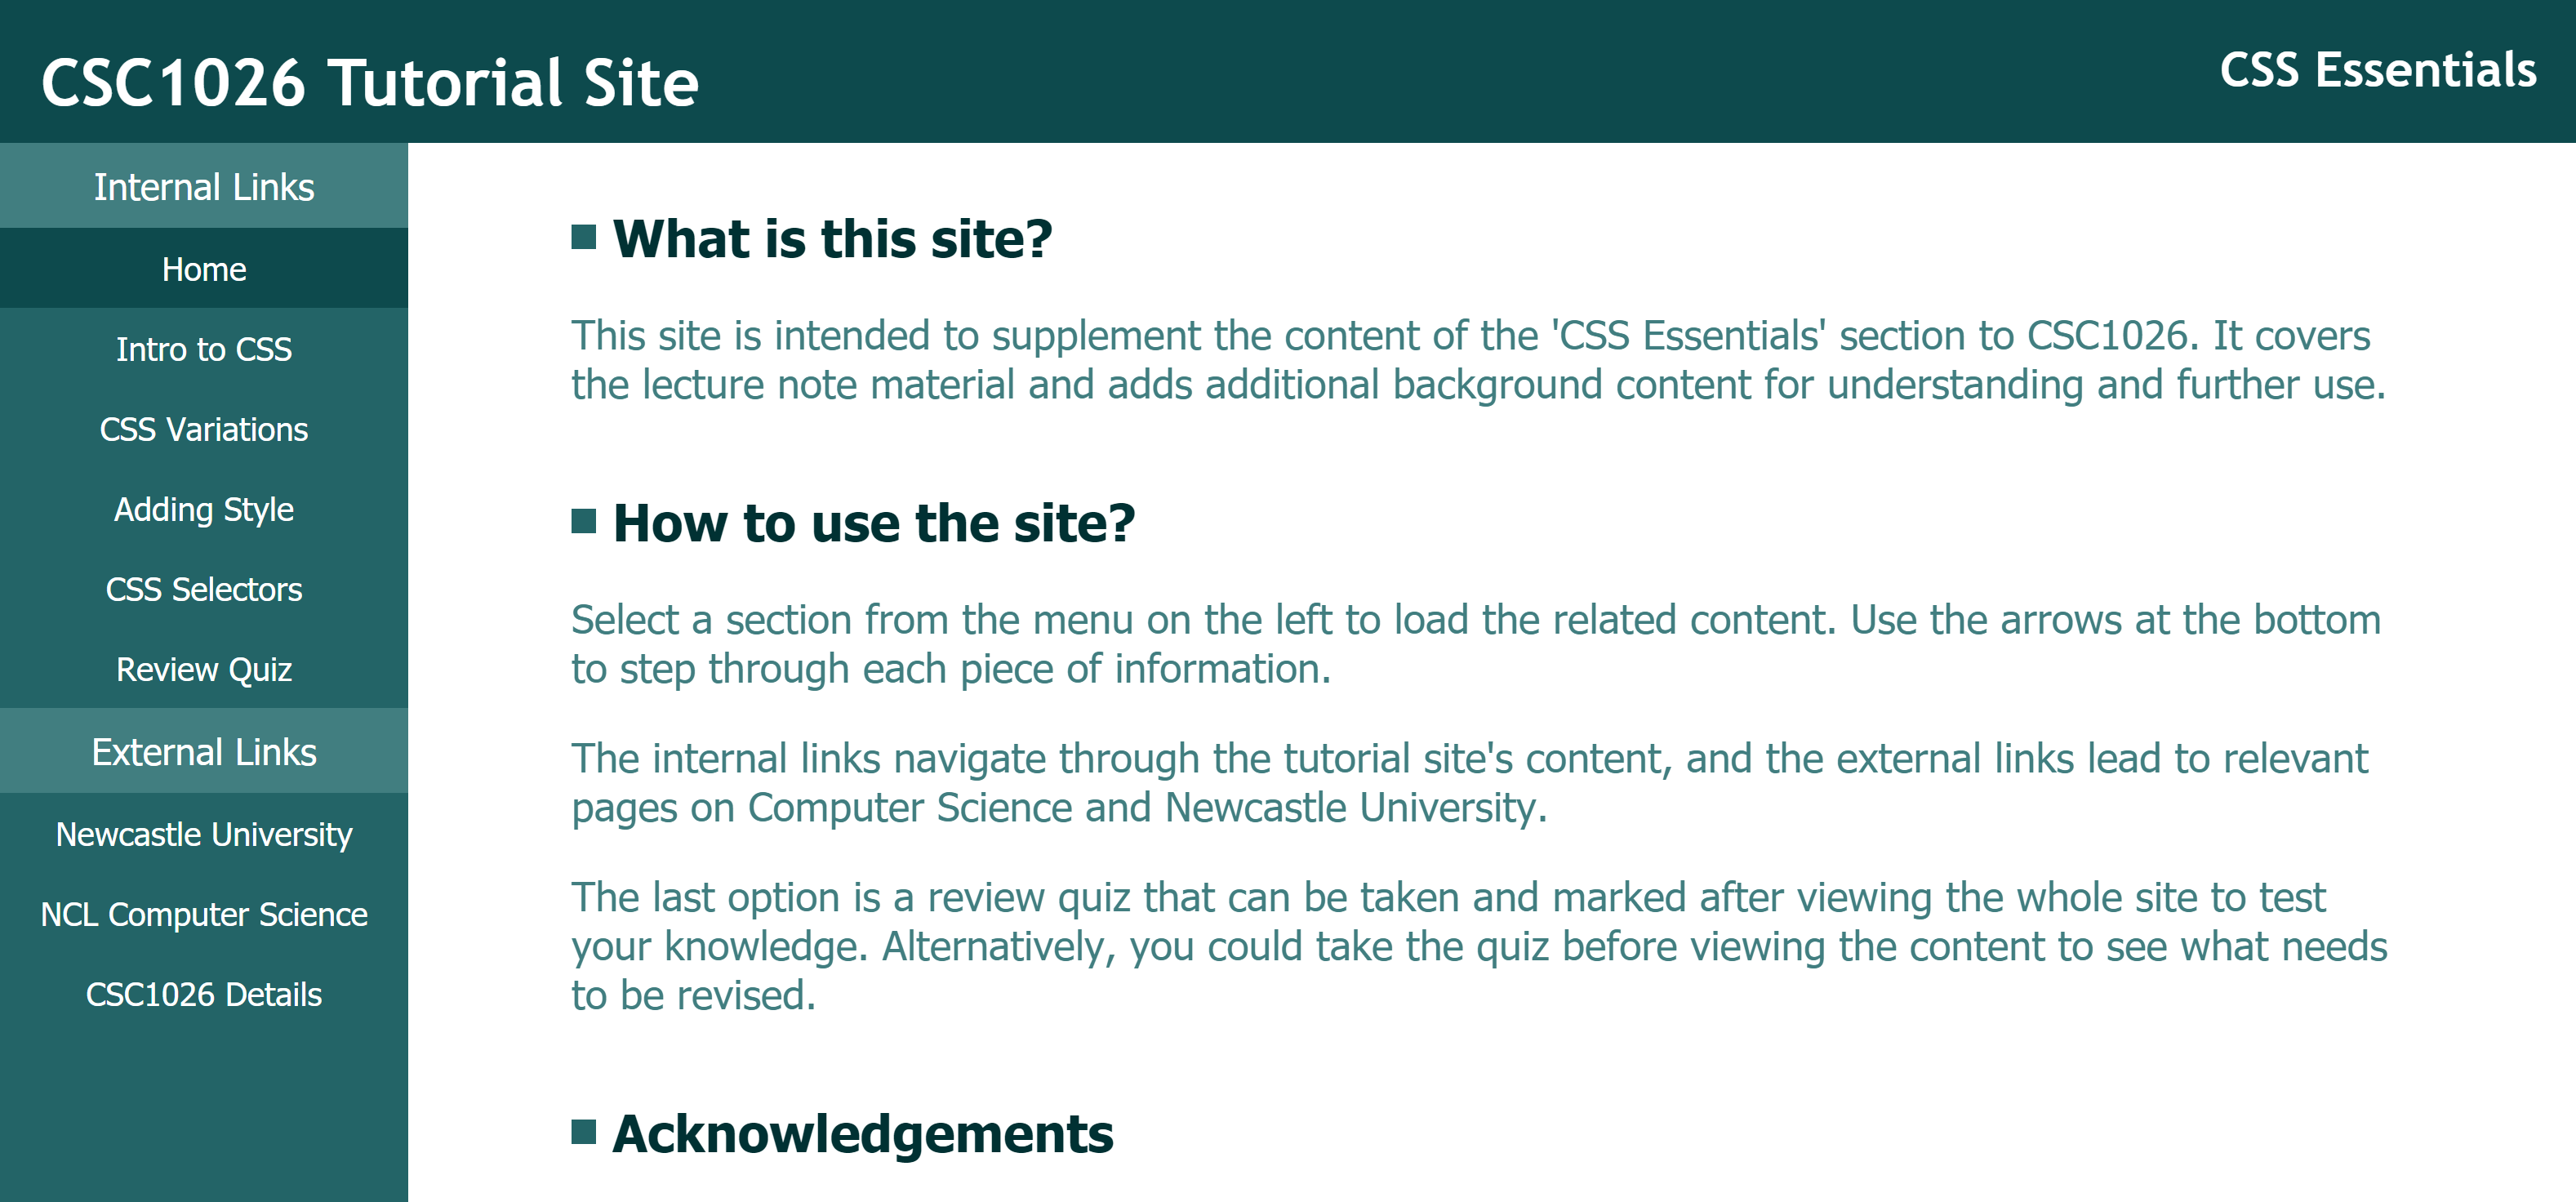 CSC1026 Tutorial Site
CSS Essentials
Internal Links
Home
Intro to CSS
CSS Variations
Adding Style
CSS Selectors
Review Quiz
External Links
Newcastle University
NCL Computer Science
CSC1026 Details
What is this site?
This site is intended to supplement the content of the 'CSS Essentials' section to CSC1026. It covers
the lecture note material and adds additional background content for understanding and further use.
How to use the site?
Select a section from the menu on the left to load the related content. Use the arrows at the bottom
to step through each piece of information.
The internal links navigate through the tutorial site's content, and the external links lead to relevant
pages on Computer Science and Newcastle University.
The last option is a review quiz that can be taken and marked after viewing the whole site to test
your knowledge. Alternatively, you could take the quiz before viewing the content to see what needs
to be revised.
Acknowledgements